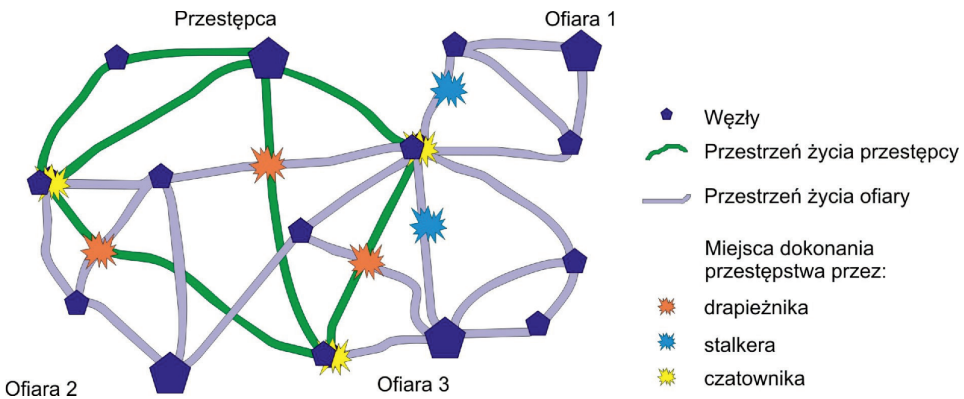 Przestępca
Ofiara 1
Węzły
Przestrzeń życia przestępcy
Przestrzeń życia ofiary
Miejsca dokonania
przestępstwa przez:
drapieżnika
stalkera
czatownika
Ofiara 2
Ofiara 3